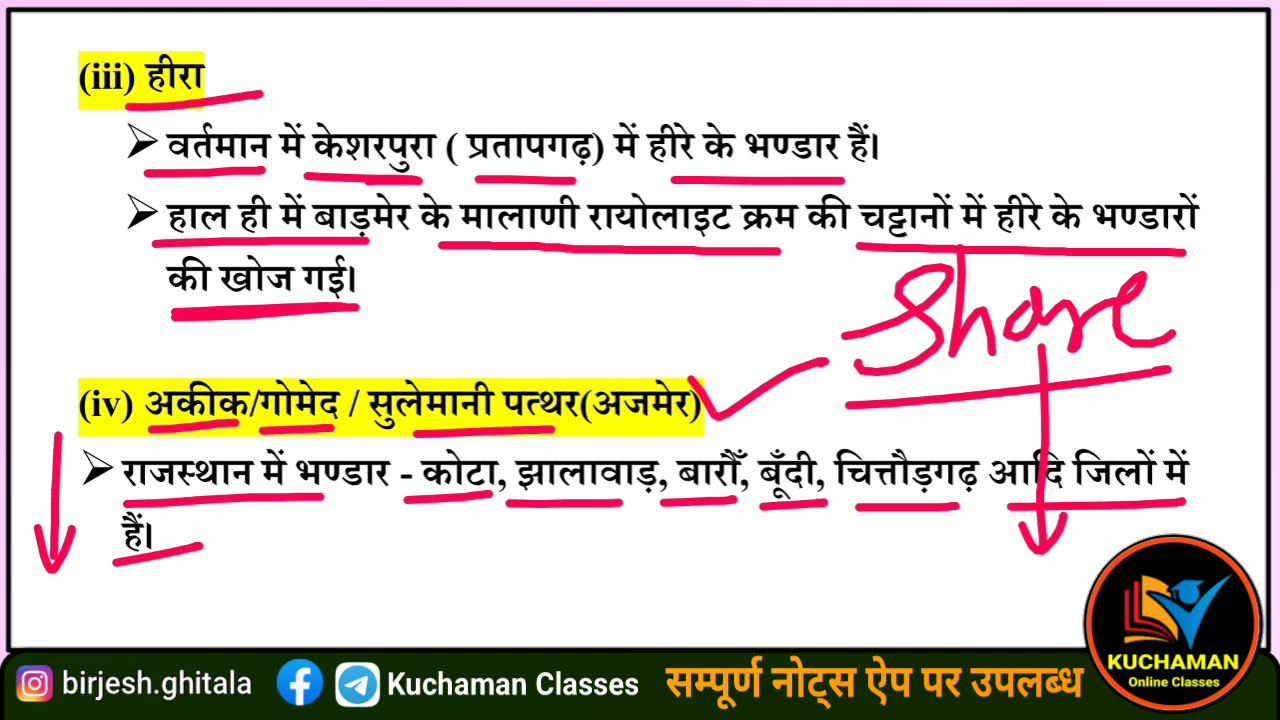 (iii) हीरा
➢ वर्तमान में केशरपुरा ( प्रतापगढ़) में हीरे के भण्डार हैं।
➢ हाल ही में बाड़मेर के मालाणी रायोलाइट क्रम की चट्टानों में हीरे के भण्डारों
की खोज गई।
Share
(iv) अकीक/गोमेद / सुलेमानी पत्थर(अजमेर)
➢ राजस्थान में भण्डार - कोटा, झालावाड़, बारौँ, बूँदी, चित्तौड़गढ़ आदि जिलों में
हैं।
KUCHAMAN
Online Classes
birjesh.ghitala Kuchaman Classes सम्पूर्ण नोट्स ऐप पर उपलब्ध